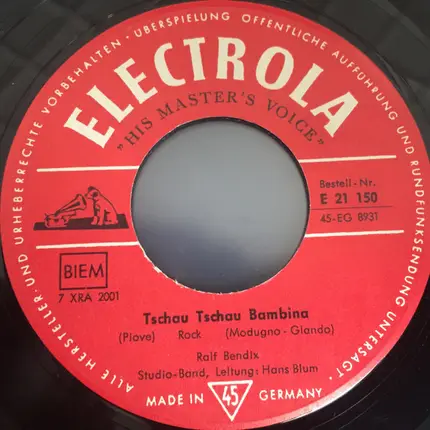 ALLE HERSTELLER- UND URHEBERRECHTE VORBEHALTEN · ÜBERSPIELUNG ÖFFENTLICHE AUFFÜHRUNG UND RUNDFUNKSENDUNG UNTERSAGT ·
ELECTROLA
„HIS MASTER'S VOICE”
Bestell-Nr.
E 21 150
45-EG 8931
BIEM
7 XRA 2001
Tschau Tschau Bambina
(Piove) Rock (Modugno-Gianda)
Ralf Bendix
Studio-Band, Leitung: Hans Blum
MADE IN 45 GERMANY